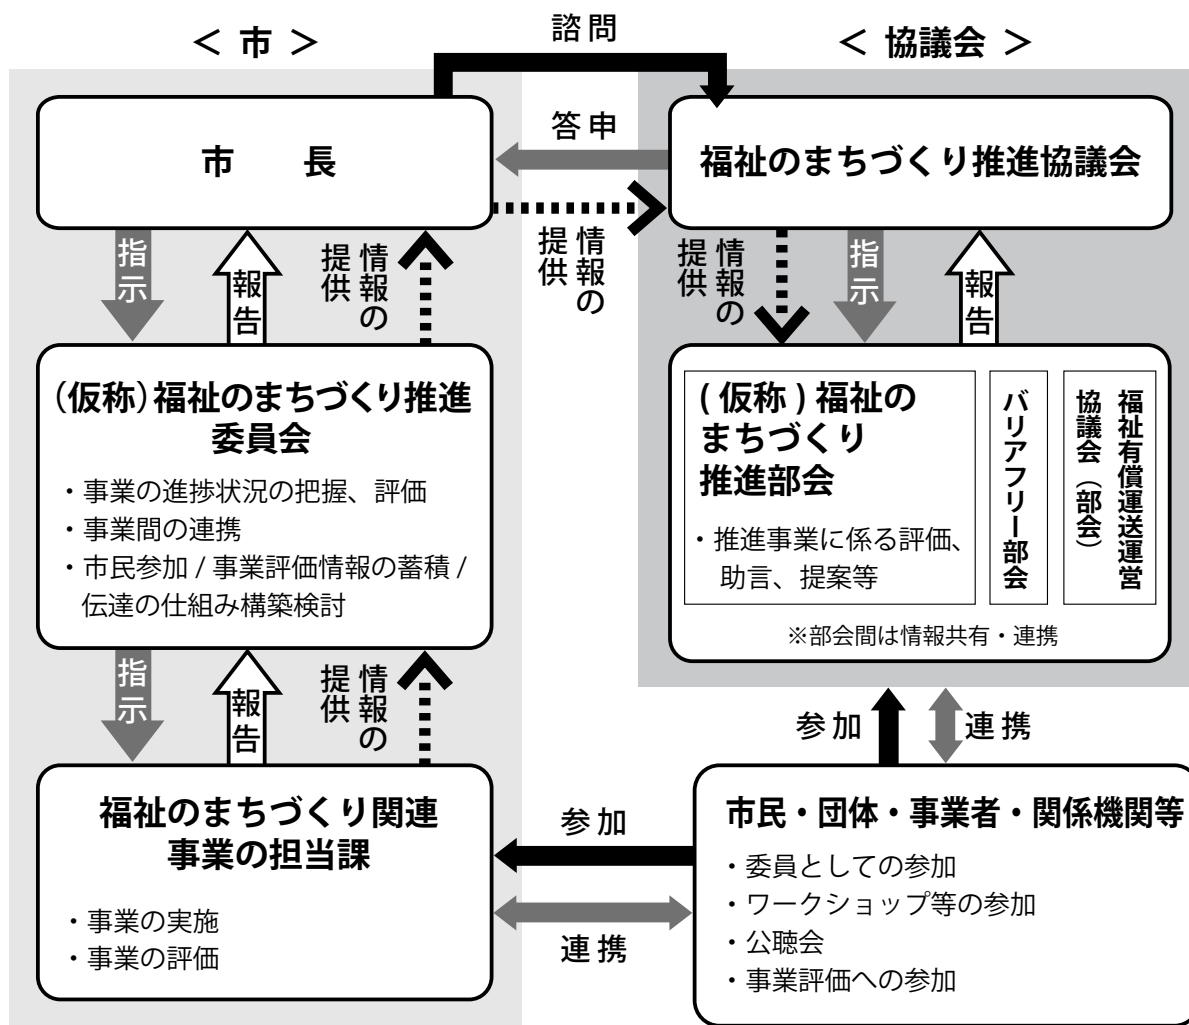 ＜ 市 ＞
諮問
＜ 協議会 ＞
市　長
答申
福祉のまちづくり推進協議会
指示
報告
情報の
提供
情報の
提供
情報の
提供
指示
報告
（仮称）福祉のまちづくり推進
委員会
・事業の進捗状況の把握、評価
・事業間の連携
・市民参加 / 事業評価情報の蓄積 /
伝達の仕組み構築検討
( 仮称 ) 福祉の
まちづくり
推進部会
・推進事業に係る評価、
助言、提案等
バリアフリー部会
福祉有償運送運営
協議会（部会）
※部会間は情報共有・連携
指示
報告
情報の
提供
参加
連携
福祉のまちづくり関連
事業の担当課
・事業の実施
・事業の評価
参加
連携
市民・団体・事業者・関係機関等
・委員としての参加
・ワークショップ等の参加
・公聴会
・事業評価への参加